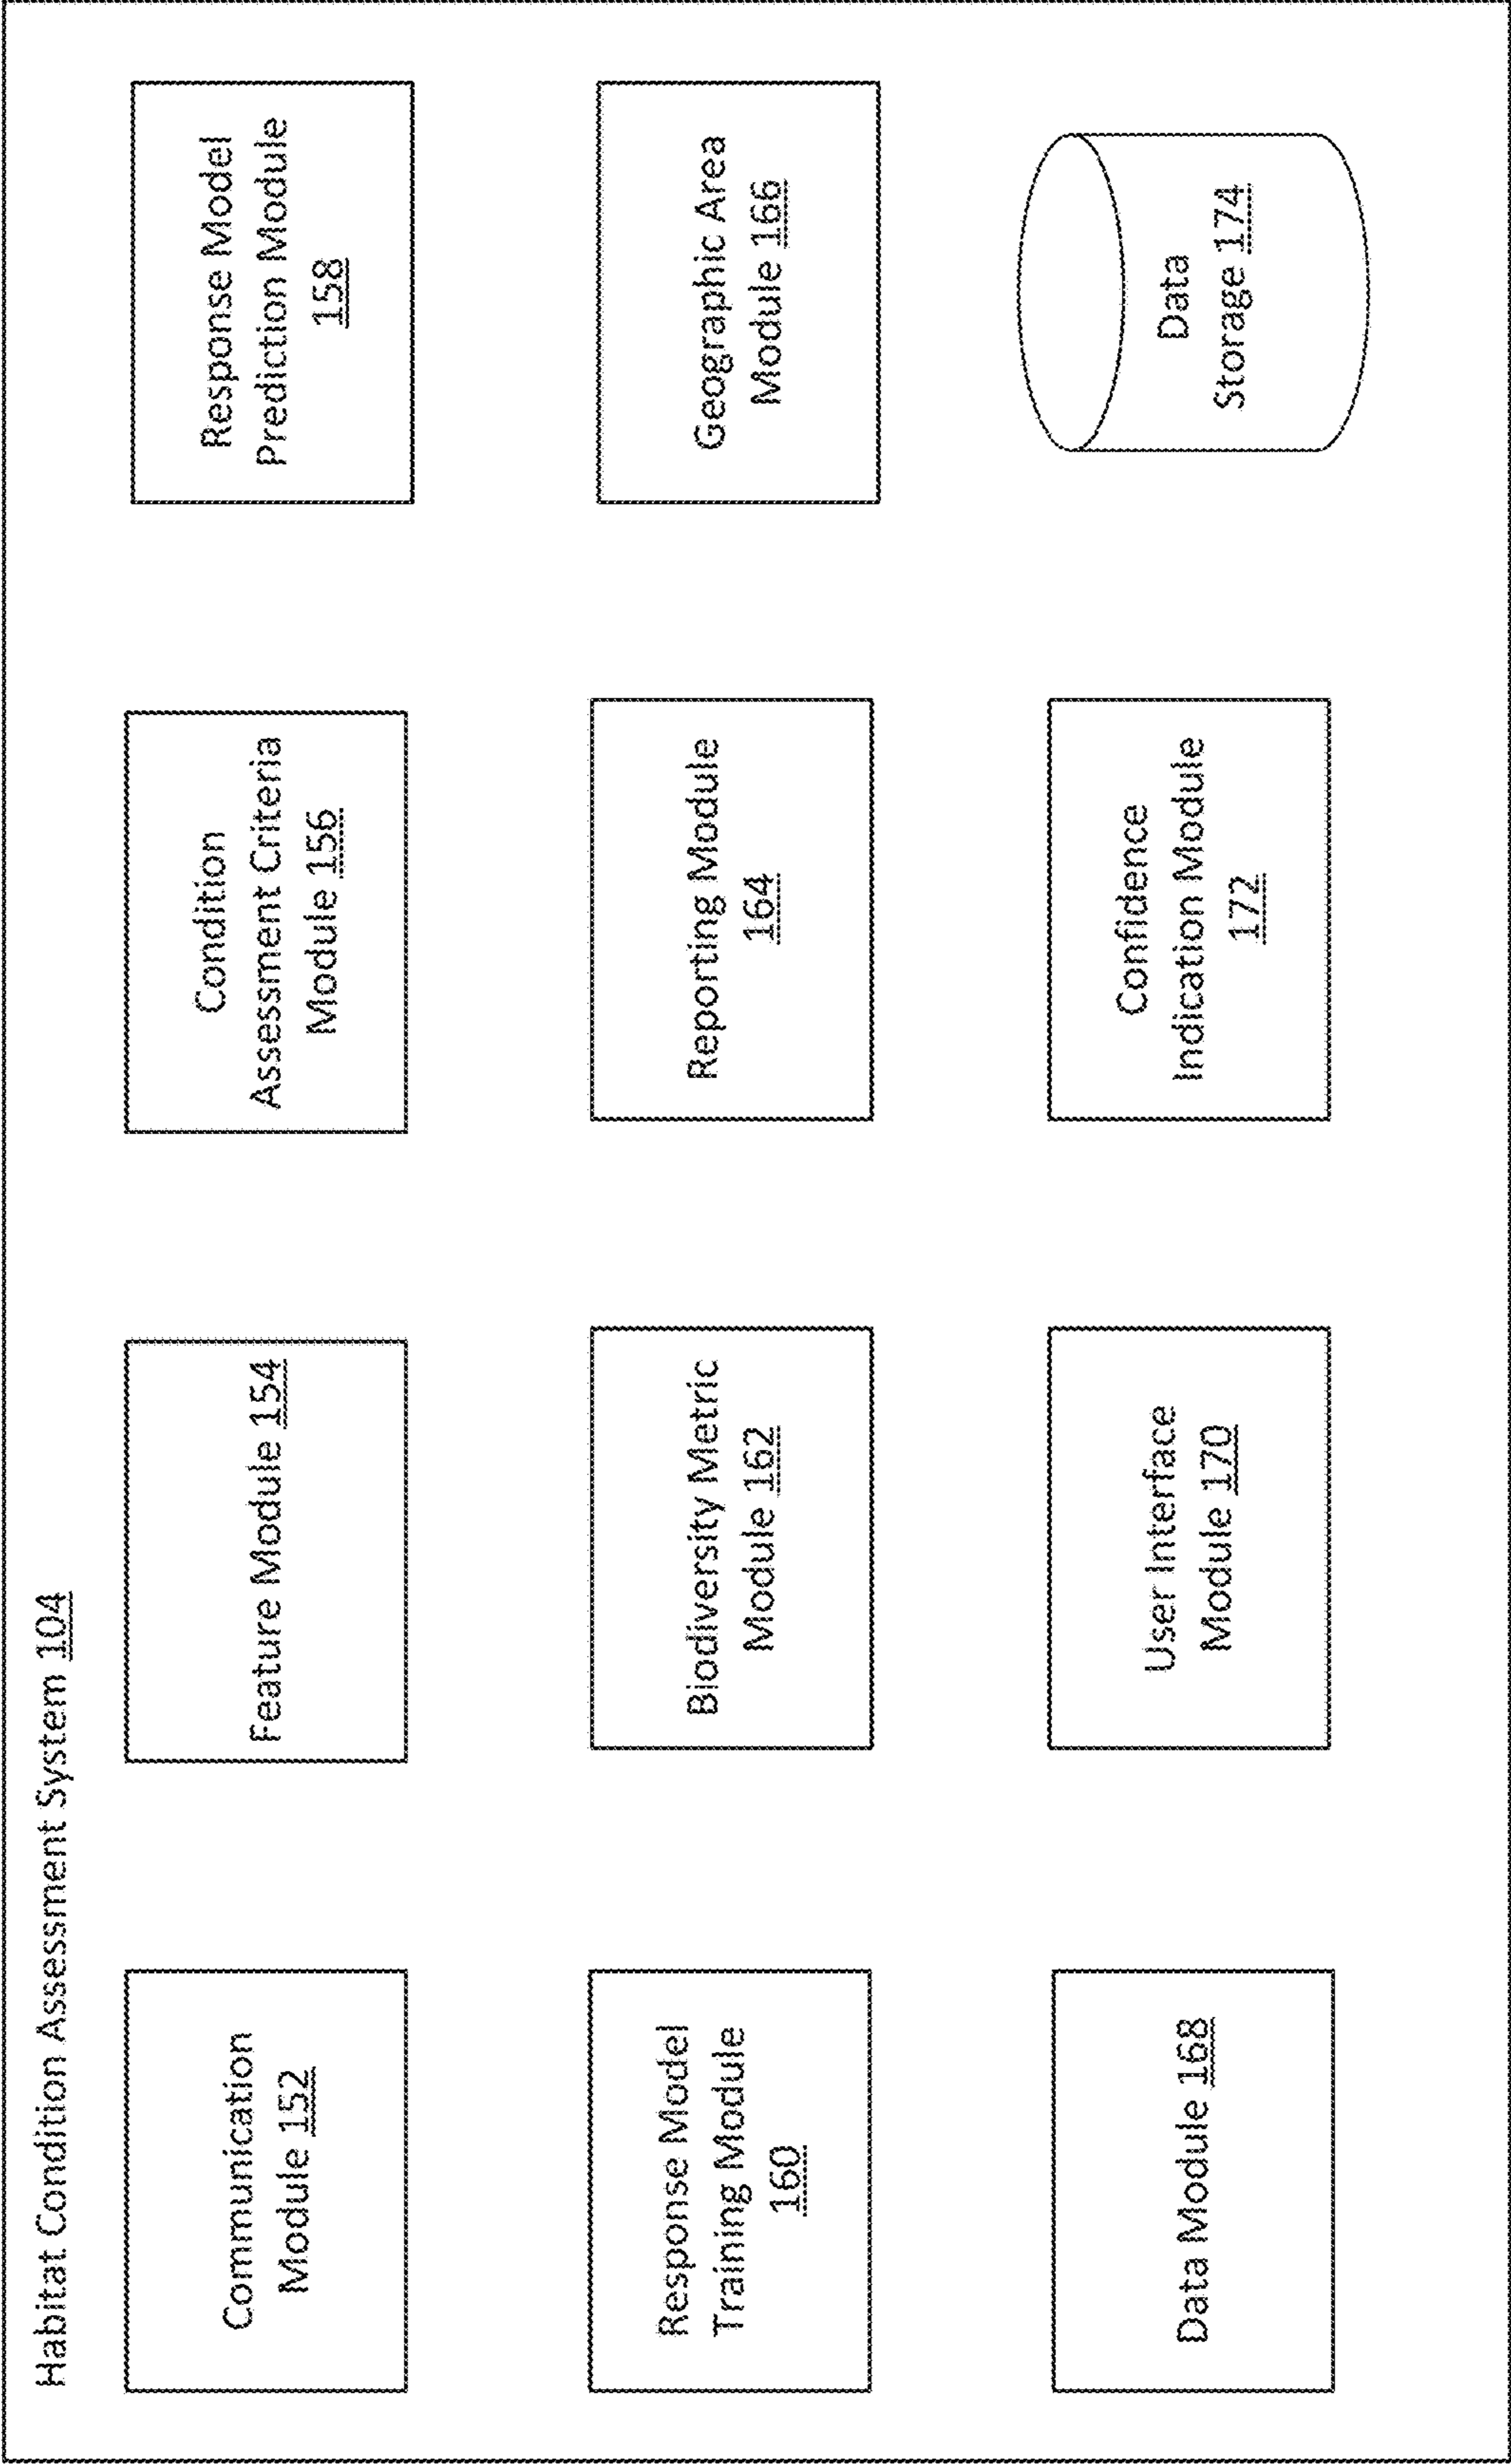 Habitat Condition Assessment System 104
Communication
Module 152
Feature Module 154
Condition
Assessment Criteria
Module 156
Response Model
Prediction Module
158
Response Model
Training Module
160
Biodiversity Metric
Module 162
Reporting Module
164
Geographic Area
Module 166
Data Module 168
User Interface
Module 170
Confidence
Indication Module
172
Data
Storage 174